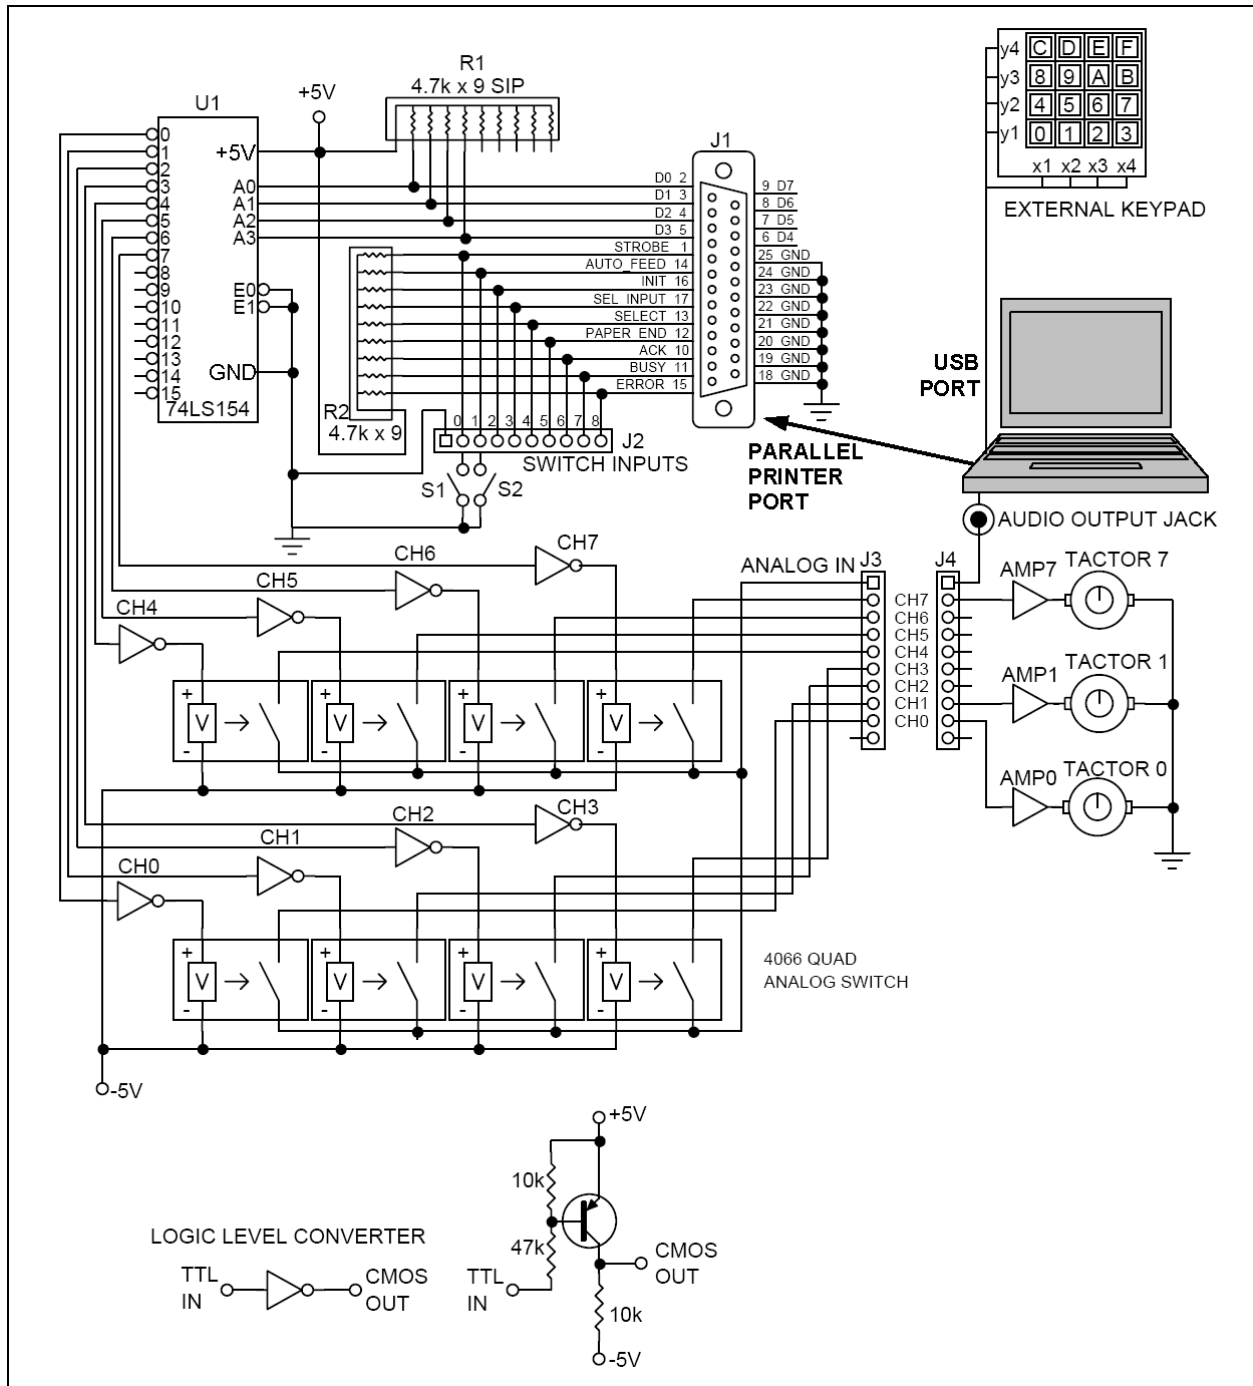 R1
4.7k x 9 SIP
+5V
U1
0
1
2
3
4
5
6
7
8
9
10
11
12
13
14
15
+5V
A0
A1
A2
A3
E0
E1
GND
74LS154
J1
D0 2
D1 3
D2 4
D3 5
STROBE 1
AUTO_FEED 14
INIT 16
SEL INPUT 17
SELECT 13
PAPER END 12
ACK 10
BUSY 11
ERROR 15
9 D7
8 D6
7 D5
6 D4
25 GND
24 GND
23 GND
22 GND
21 GND
20 GND
19 GND
18 GND
R2
4.7k x 9
0 1 2 3 4 5 6 7 8
J2
SWITCH INPUTS
S1
S2
y4 C D E F
y3 8 9 A B
y2 4 5 6 7
y1 0 1 2 3
x1 x2 x3 x4
EXTERNAL KEYPAD
USB
PORT
PARALLEL
PRINTER
PORT
AUDIO OUTPUT JACK
CH7
CH6
CH5
CH4
+ V -
+ V -
+ V -
+ V -
ANALOG IN
J3
J4
CH7
CH6
CH5
CH4
CH3
CH2
CH1
CH0
AMP7
TACTOR 7
AMP1
TACTOR 1
AMP0
TACTOR 0
CH3
CH2
CH1
CH0
+ V -
+ V -
+ V -
+ V -
4066 QUAD
ANALOG SWITCH
-5V
LOGIC LEVEL CONVERTER
TTL
IN
CMOS
OUT
+5V
10k
47k
TTL
IN
CMOS
OUT
10k
-5V